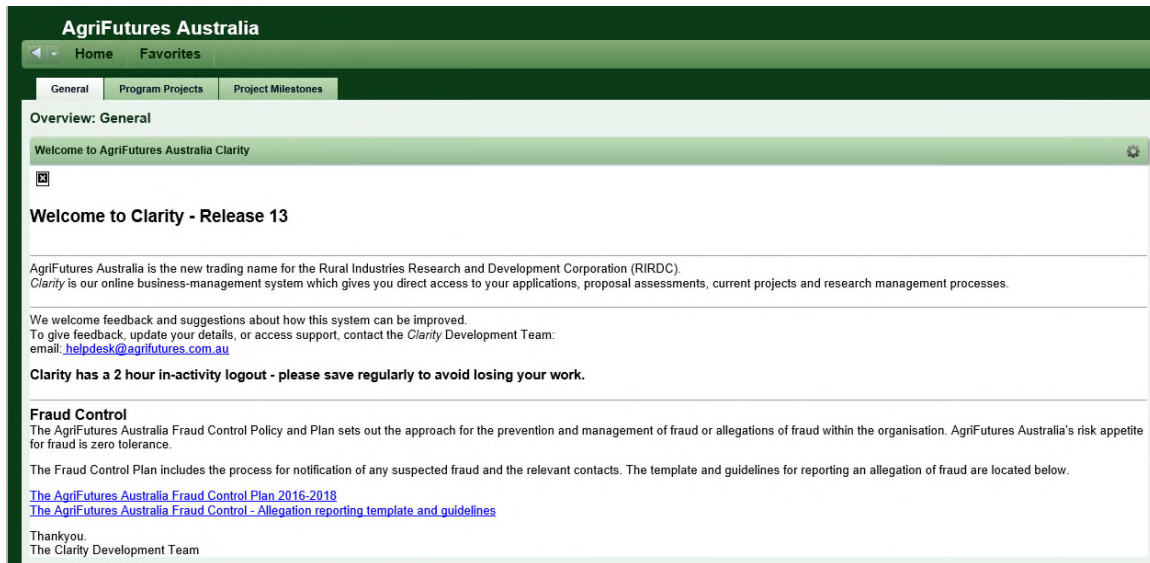 AgriFutures Australia
Home Favorites
General Program Projects Project Milestones
Overview: General
Welcome to AgriFutures Australia Clarity
Welcome to Clarity - Release 13
AgriFutures Australia is the new trading name for the Rural Industries Research and Development Corporation (RIRDC).
Clarity is our online business-management system which gives you direct access to your applications, proposal assessments, current projects and research management processes.
We welcome feedback and suggestions about how this system can be improved.
To give feedback, update your details, or access support, contact the Clarity Development Team:
email: helpdesk@agrifutures.com.au
Clarity has a 2 hour in-activity logout - please save regularly to avoid losing your work.
Fraud Control
The AgriFutures Australia Fraud Control Policy and Plan sets out the approach for the prevention and management of fraud or allegations of fraud within the organisation. AgriFutures Australia's risk appetite
for fraud is zero tolerance.
The Fraud Control Plan includes the process for notification of any suspected fraud and the relevant contacts. The template and guidelines for reporting an allegation of fraud are located below.
The AgriFutures Australia Fraud Control Plan 2016-2018
The AgriFutures Australia Fraud Control - Allegation reporting template and guidelines
Thankyou.
The Clarity Development Team